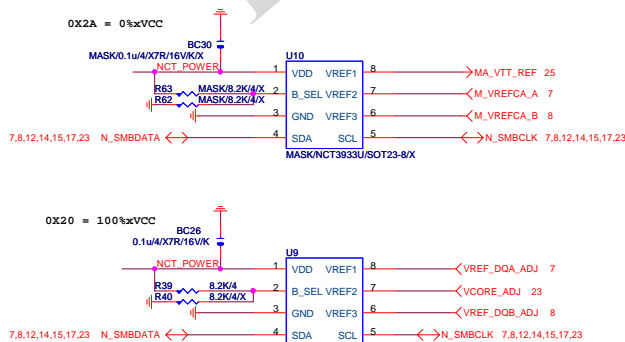 0X2A = 0%xVCC
BC30
MASK/0.1u/4/X7R/16V/K/X
NCT_POWER
U10
1 VDD VREF1 8 MA_VTT_REF 25
R63 MASK/8.2K/4/X 2 B_SEL VREF2 7 M_VREFCA_A 7
R62 MASK/8.2K/4/X
3 GND VREF3 6 M_VREFCA_B 8
7,8,12,14,15,17,23 N_SMBDATA 4 SDA SCL 5 N_SMBCLK 7,8,12,14,15,17,23
MASK/NCT3933U/SOT23-8/X
0X20 = 100%xVCC
BC26
0.1u/4/X7R/16V/K
NCT_POWER
U9
1 VDD VREF1 8 VREF_DQA_ADJ 7
R39 8.2K/4 2 B_SEL VREF2 7 VCORE_ADJ 23
R40 8.2K/4/X
3 GND VREF3 6 VREF_DQB_ADJ 8
7,8,12,14,15,17,23 N_SMBDATA 4 SDA SCL 5 N_SMBCLK 7,8,12,14,15,17,23